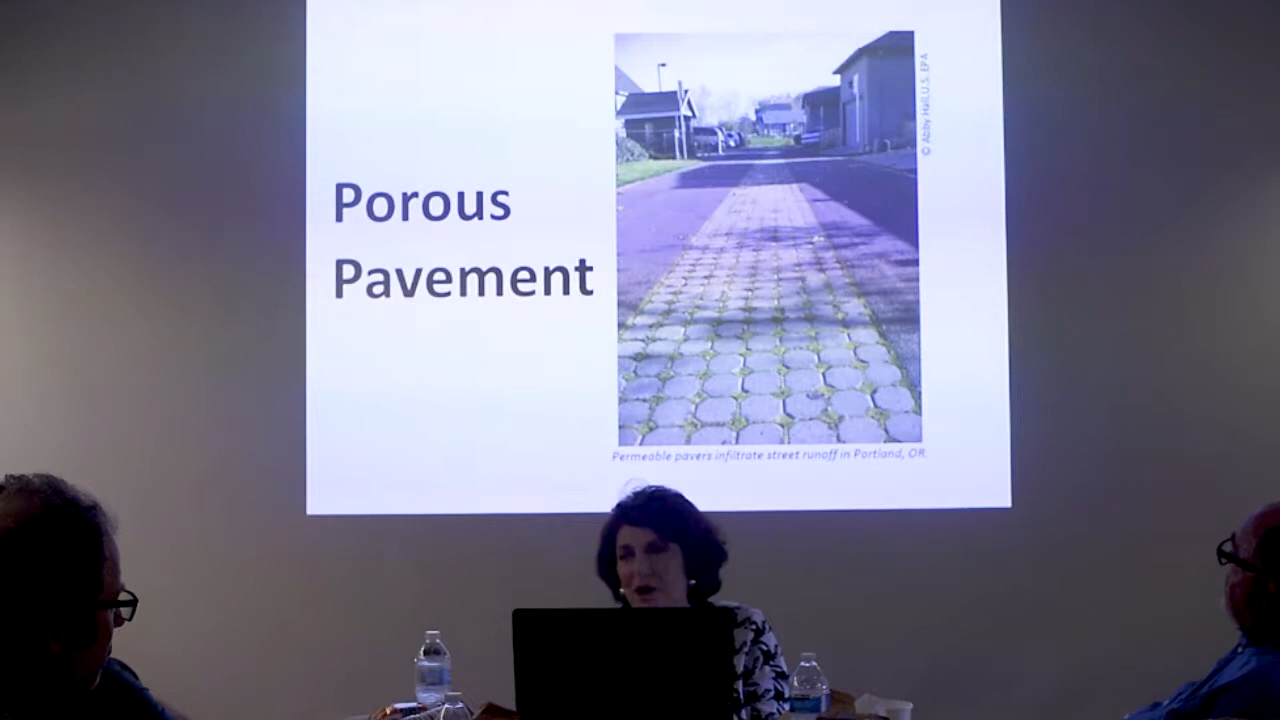 Porous
Pavement
© Abby Hall,U.S. EPA
Permeable pavers infiltrate street runoff in Portland, OR.